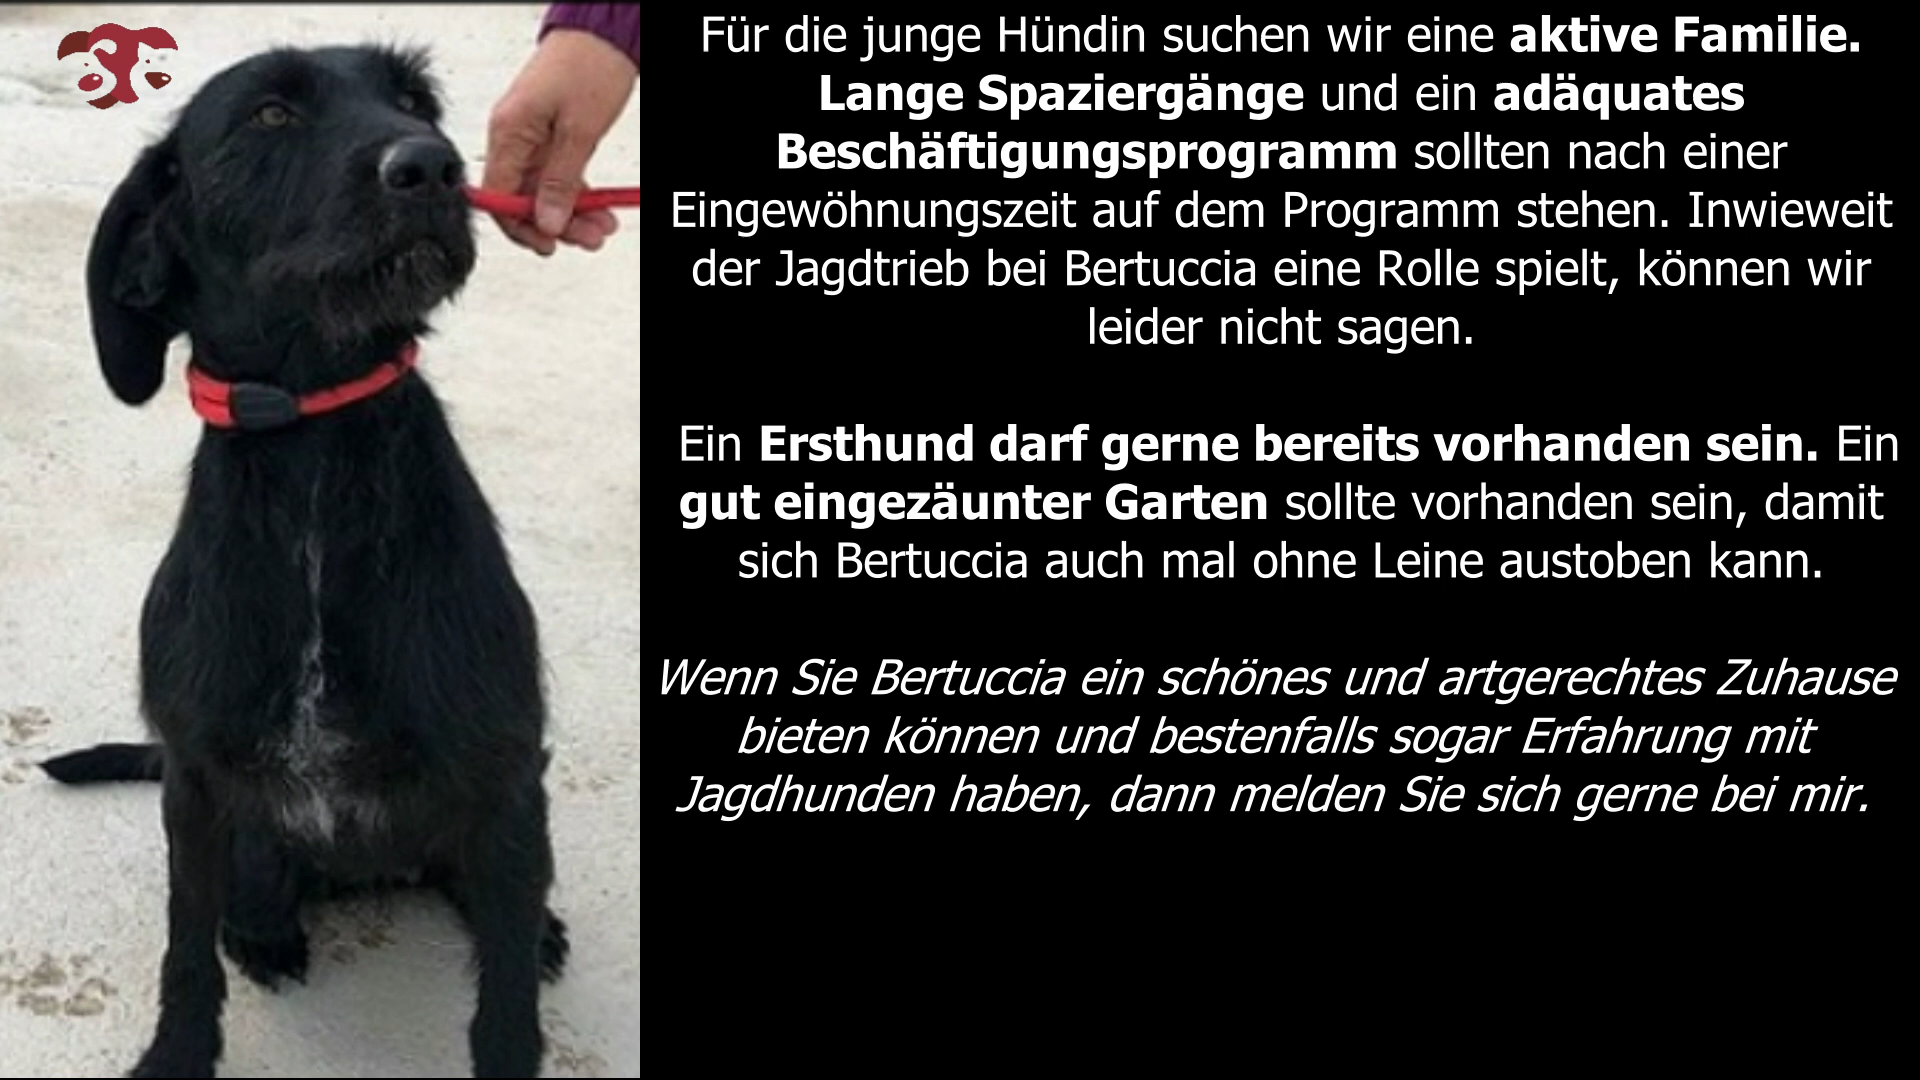 Für die junge Hündin suchen wir eine aktive Familie.
Lange Spaziergänge und ein adäquates
Beschäftigungsprogramm sollten nach einer
Eingewöhnungszeit auf dem Programm stehen. Inwieweit
der Jagdtrieb bei Bertuccia eine Rolle spielt, können wir
leider nicht sagen.
Ein Ersthund darf gerne bereits vorhanden sein. Ein
gut eingezäunter Garten sollte vorhanden sein, damit
sich Bertuccia auch mal ohne Leine austoben kann.
Wenn Sie Bertuccia ein schönes und artgerechtes Zuhause
bieten können und bestenfalls sogar Erfahrung mit
Jagdhunden haben, dann melden Sie sich gerne bei mir.